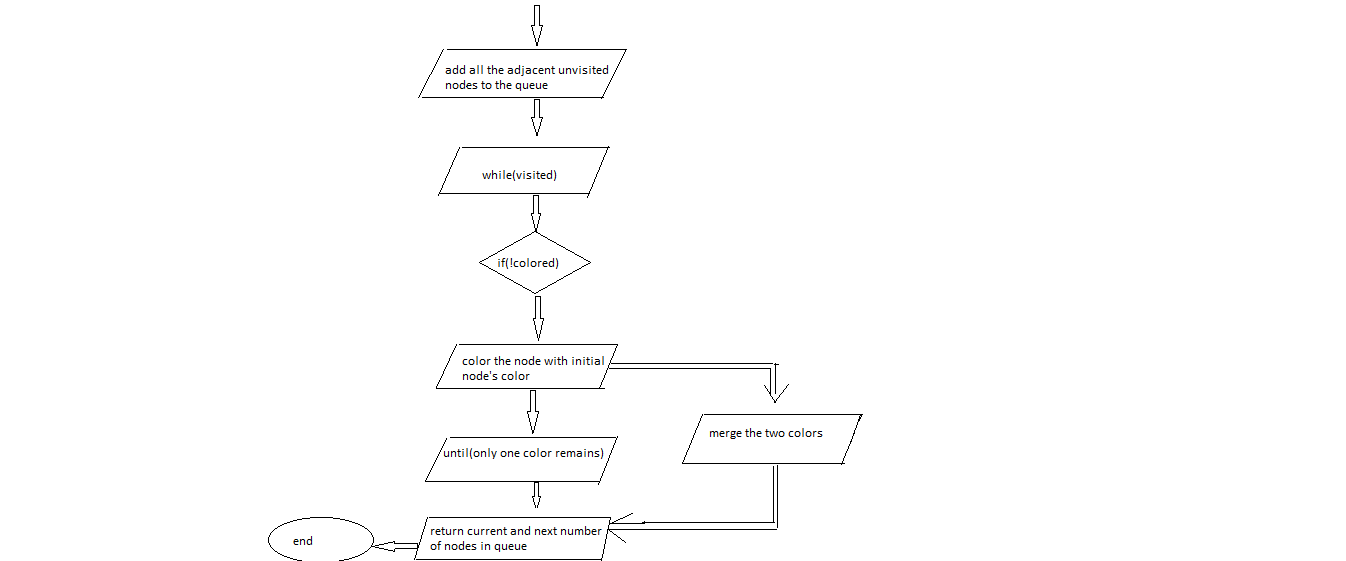 add all the adjacent unvisited
nodes to the queue
while(visited)
if(!colored)
color the node with initial
node's color
merge the two colors
until(only one color remains)
return current and next number
of nodes in queue
end